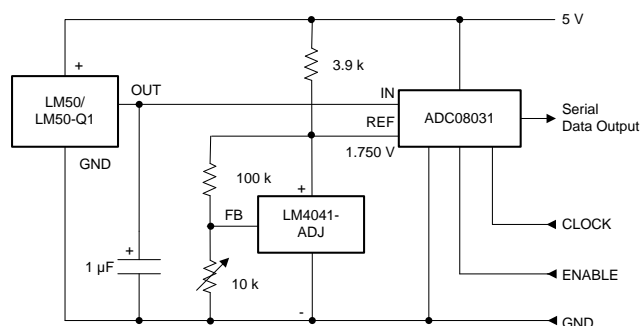 5 V
+
3.9 k
LM50/
LM50-Q1
OUT
IN
ADC08031
Serial
Data Output
REF
GND
1.750 V
100 k
+
FB
LM4041-
ADJ
CLOCK
+
1 µF
10 k
ENABLE
-
GND